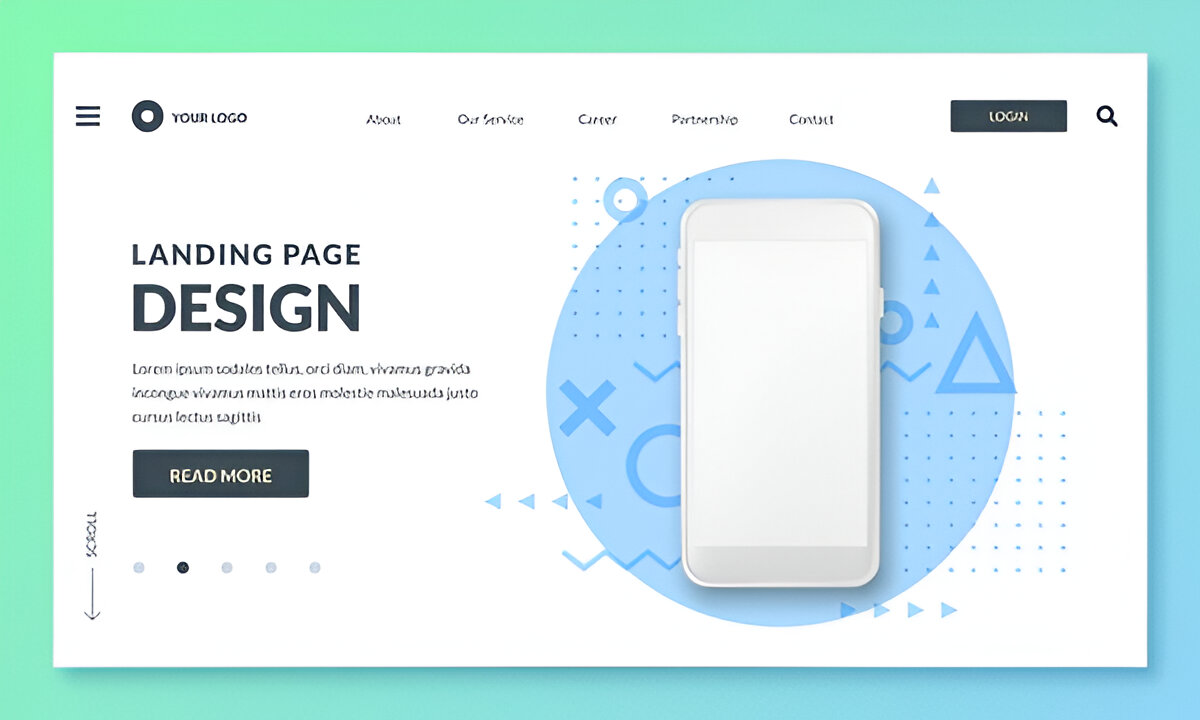 YOUR LOGO
About
Our Service
Career
Partnership
Contact
LOGIN
LANDING PAGE
DESIGN
Lorem ipsum sodales tellus, orci diam, vivamus gravida
incongue vivamus mattis eros molestie malesuada justo
cursus lectus sagittis
READ MORE
SCROLL